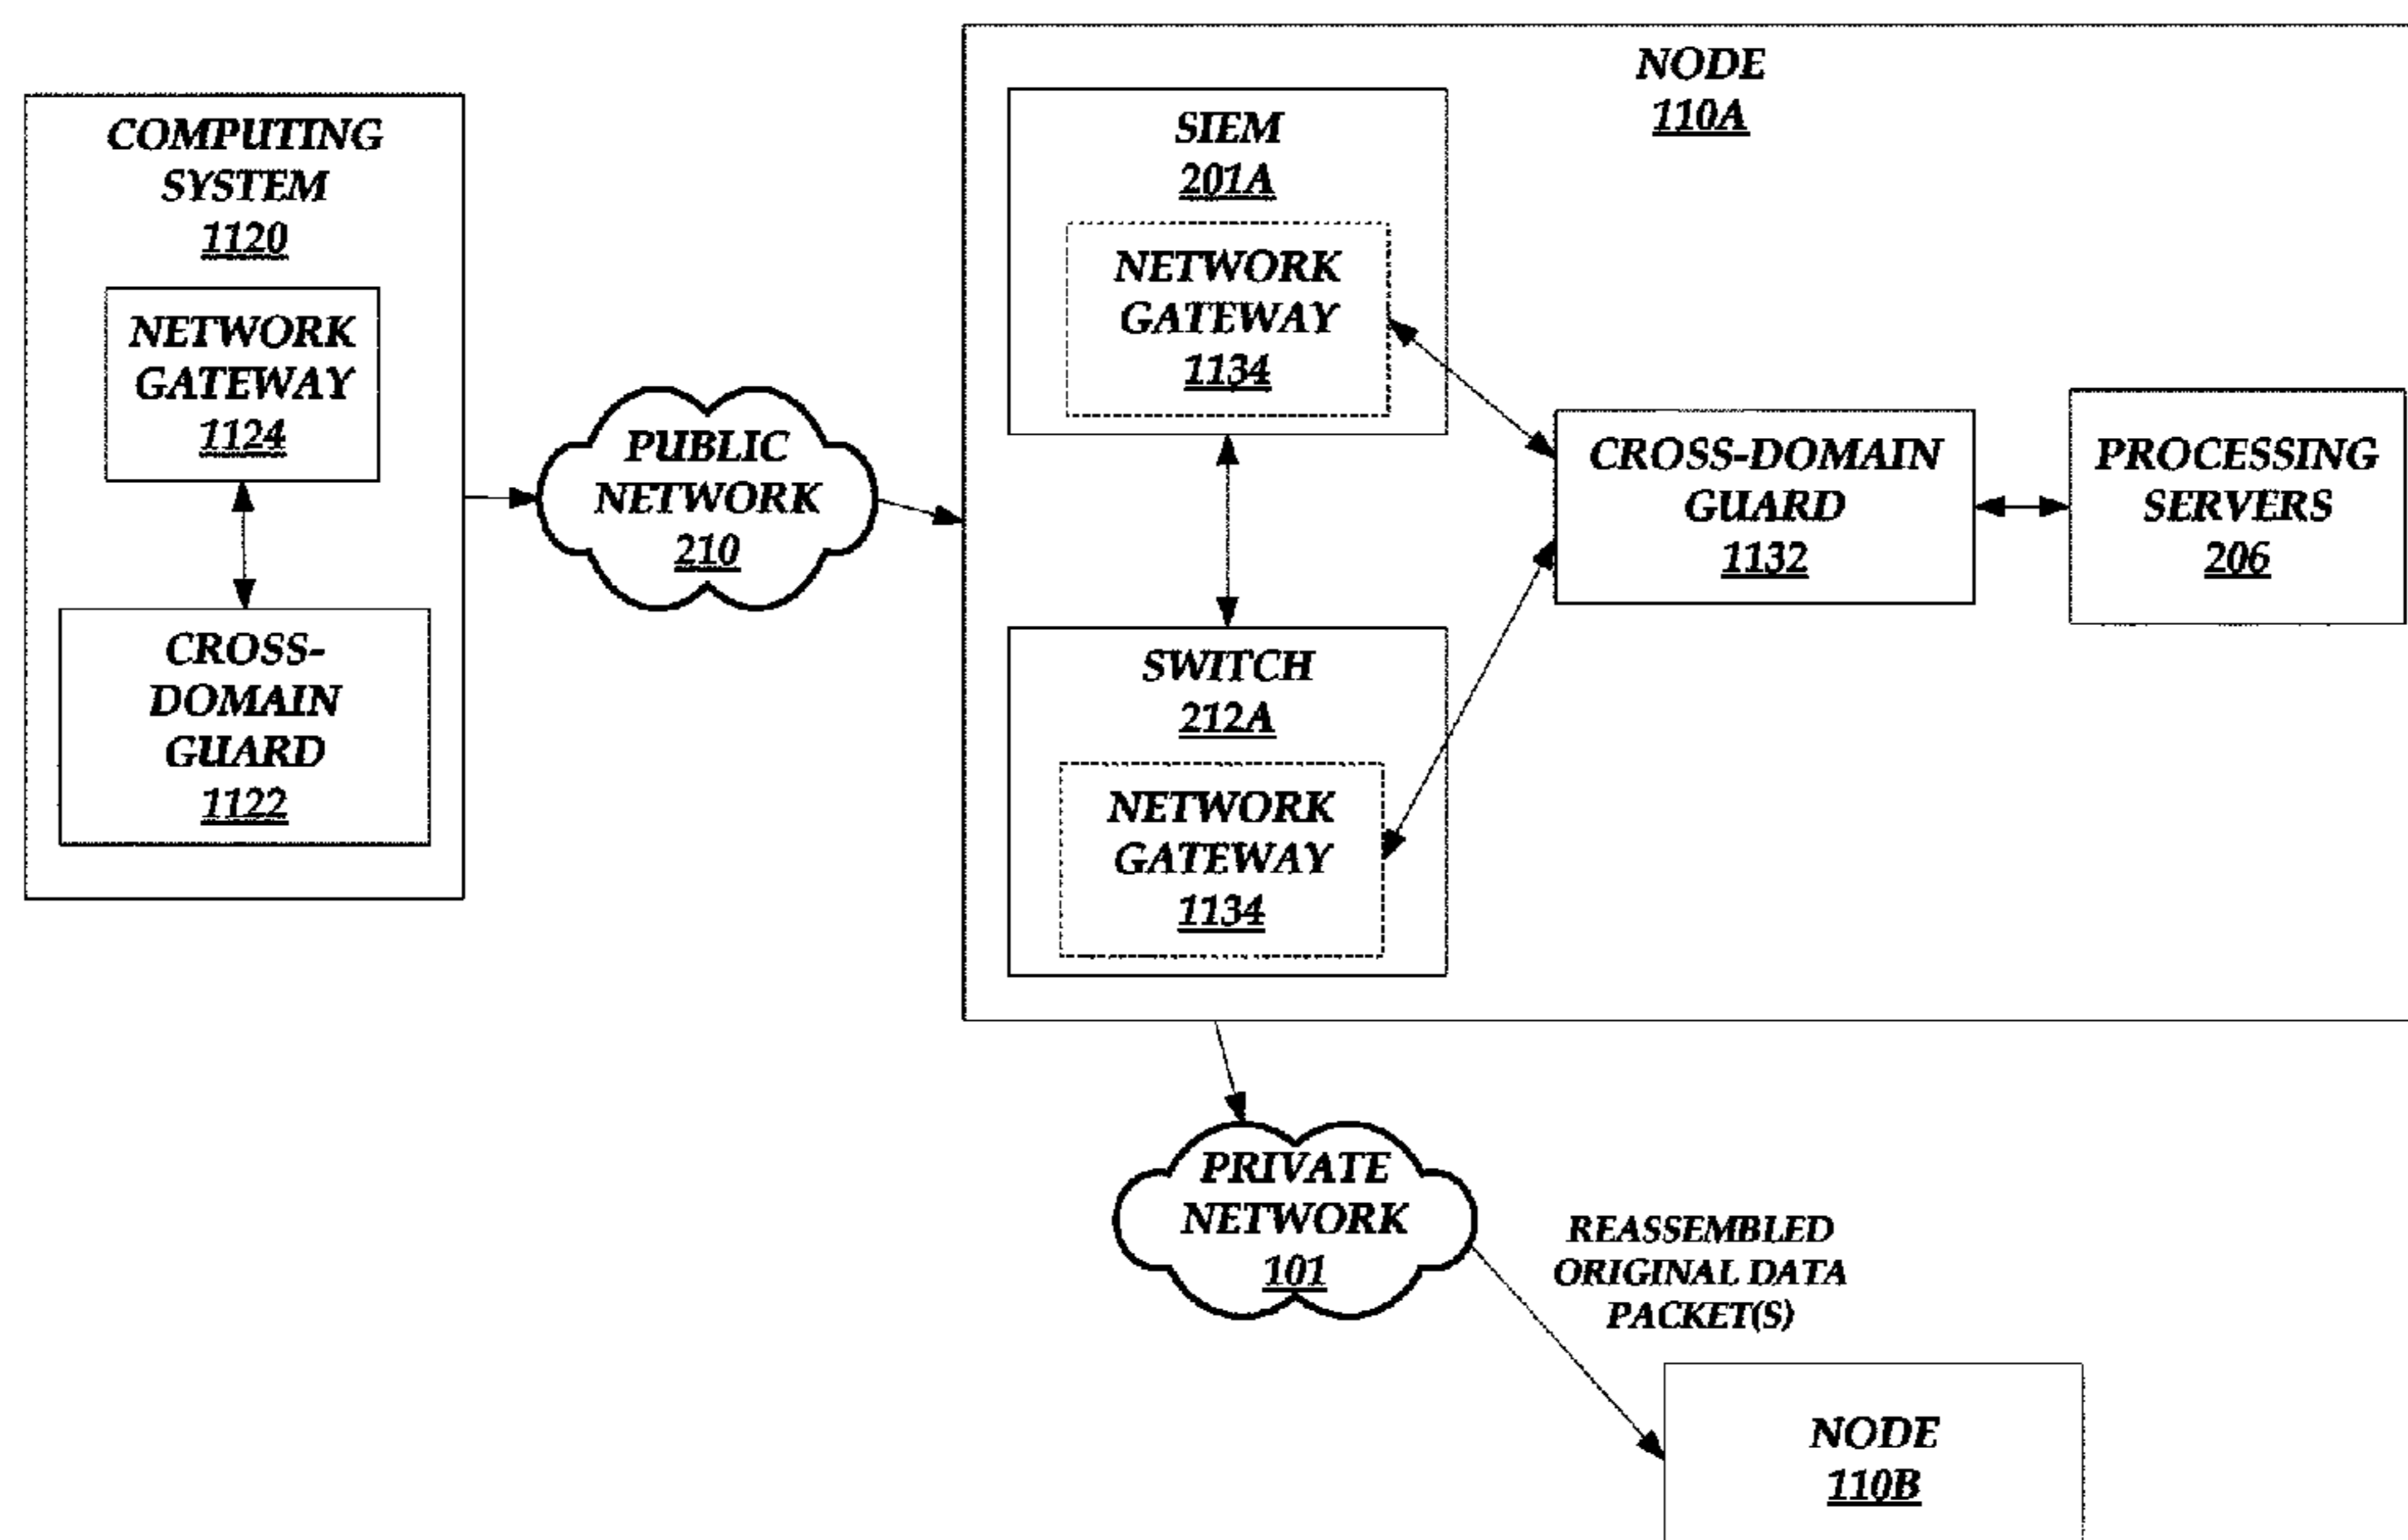 COMPUTING
SYSTEM
1120
NETWORK
GATEWAY
1124
CROSS-
DOMAIN
GUARD
1122
PUBLIC
NETWORK
210
NODE
110A
SIEM
201A
NETWORK
GATEWAY
1134
SWITCH
212A
NETWORK
GATEWAY
1134
CROSS-DOMAIN
GUARD
1132
PROCESSING
SERVERS
206
PRIVATE
NETWORK
101
REASSEMBLED
ORIGINAL DATA
PACKET(S)
NODE
110B